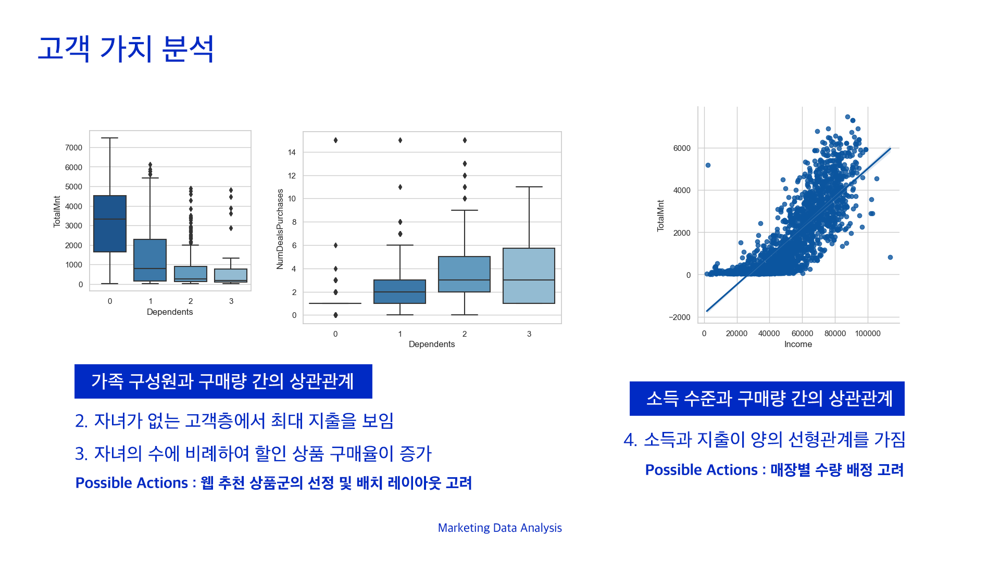 고객 가치 분석
7000
6000
5000
4000
3000
2000
1000
0
TotalMnt
0 1 2 3
Dependents
14
12
10
8
6
4
2
0
NumDealsPurchases
0 1 2 3
Dependents
6000
4000
2000
0
−2000
TotalMnt
0 20000 40000 60000 80000 100000
Income
가족 구성원과 구매량 간의 상관관계
2. 자녀가 없는 고객층에서 최대 지출을 보임
3. 자녀의 수에 비례하여 할인 상품 구매율이 증가
Possible Actions : 웹 추천 상품군의 선정 및 배치 레이아웃 고려
소득 수준과 구매량 간의 상관관계
4. 소득과 지출이 양의 선형관계를 가짐
Possible Actions : 매장별 수량 배정 고려
Marketing Data Analysis